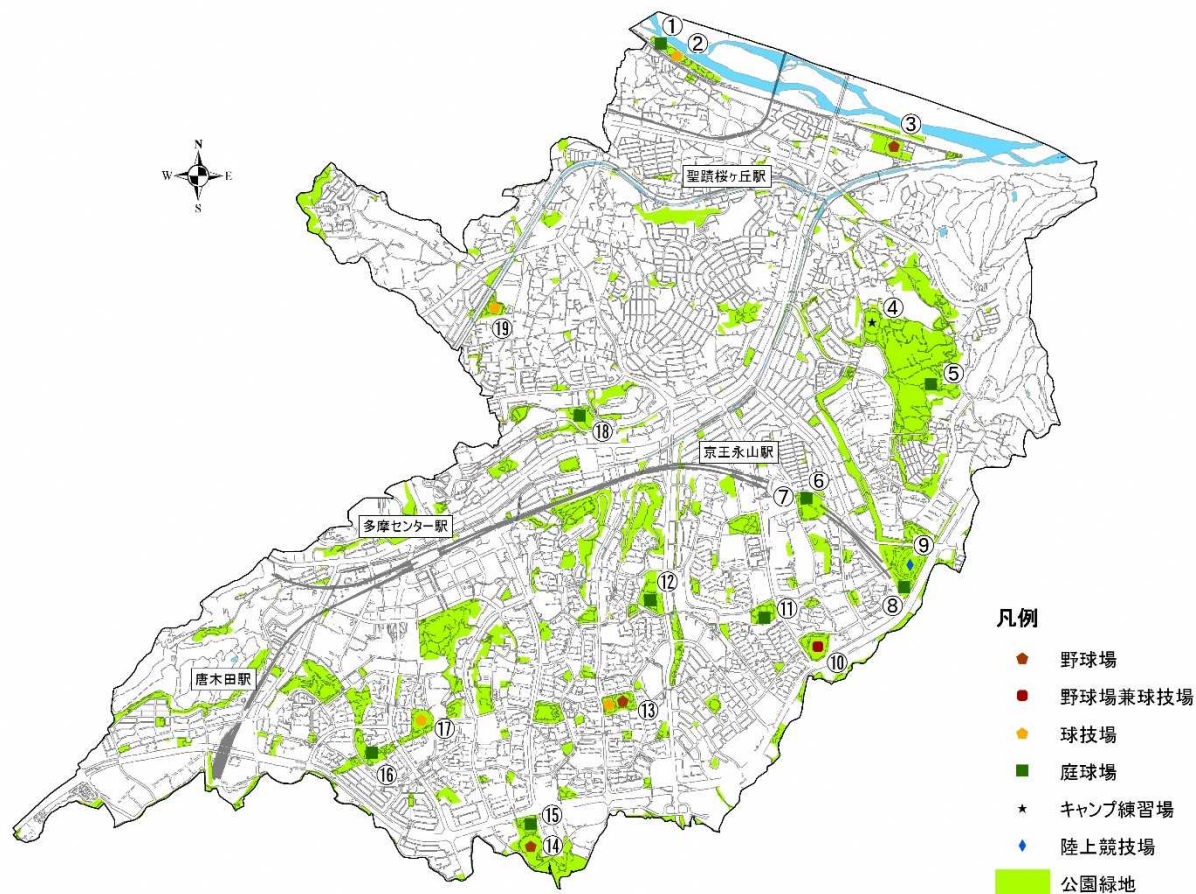 ①
②
③
N
W E
S
聖蹟桜ヶ丘駅
④
⑲
⑤
⑱
京王永山駅
⑥
⑦
多摩センター駅
⑨
⑫
⑧
⑪
凡例
⑩
野球場
唐木田駅
野球場兼球技場
⑬
球技場
⑰
庭球場
⑯
キャンプ練習場
⑮
陸上競技場
⑭
公園緑地